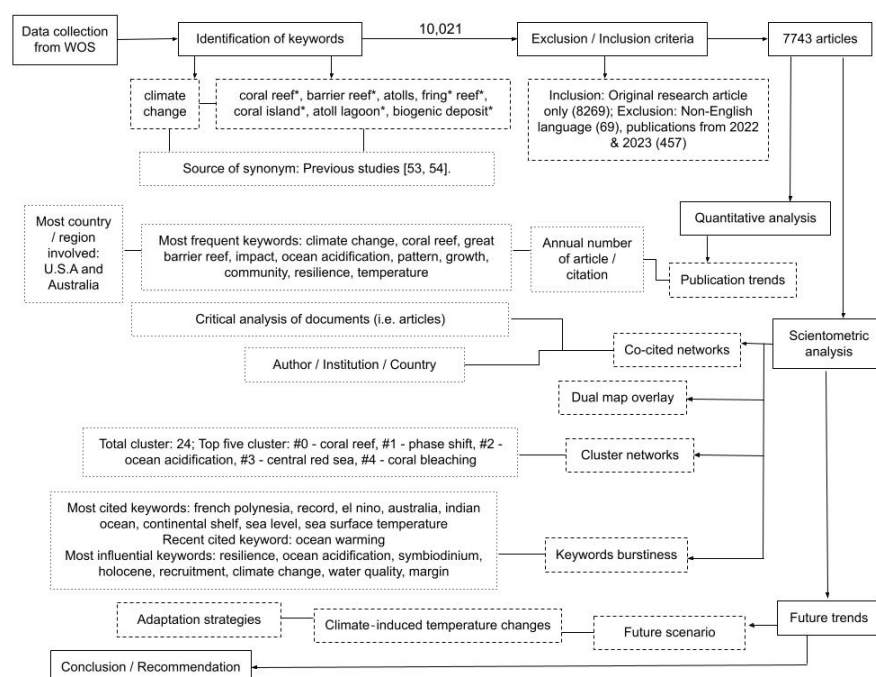 Data collection
from WOS
Identification of keywords
10,021
Exclusion / Inclusion criteria
7743 articles
climate
change
coral reef*, barrier reef*, atolls, fring* reef*,
coral island*, atoll lagoon*, biogenic deposit*
Inclusion: Original research article
only (8269); Exclusion: Non-English
language (69), publications from 2022
& 2023 (457)
Source of synonym: Previous studies [53, 54].
Quantitative analysis
Most country
/ region
involved:
U.S.A and
Australia
Most frequent keywords: climate change, coral reef, great
barrier reef, impact, ocean acidification, pattern, growth,
community, resilience, temperature
Annual number
of article /
citation
Publication trends
Critical analysis of documents (i.e. articles)
Scientometric
analysis
Co-cited networks
Author / Institution / Country
Dual map overlay
Total cluster: 24; Top five cluster: #0 - coral reef, #1 - phase shift, #2 -
ocean acidification, #3 - central red sea, #4 - coral bleaching
Cluster networks
Most cited keywords: french polynesia, record, el nino, australia, indian
ocean, continental shelf, sea level, sea surface temperature
Recent cited keyword: ocean warming
Most influential keywords: resilience, ocean acidification, symbiodinium,
holocene, recruitment, climate change, water quality, margin
Keywords burstiness
Adaptation strategies
Climate-induced temperature changes
Future scenario
Future trends
Conclusion / Recommendation